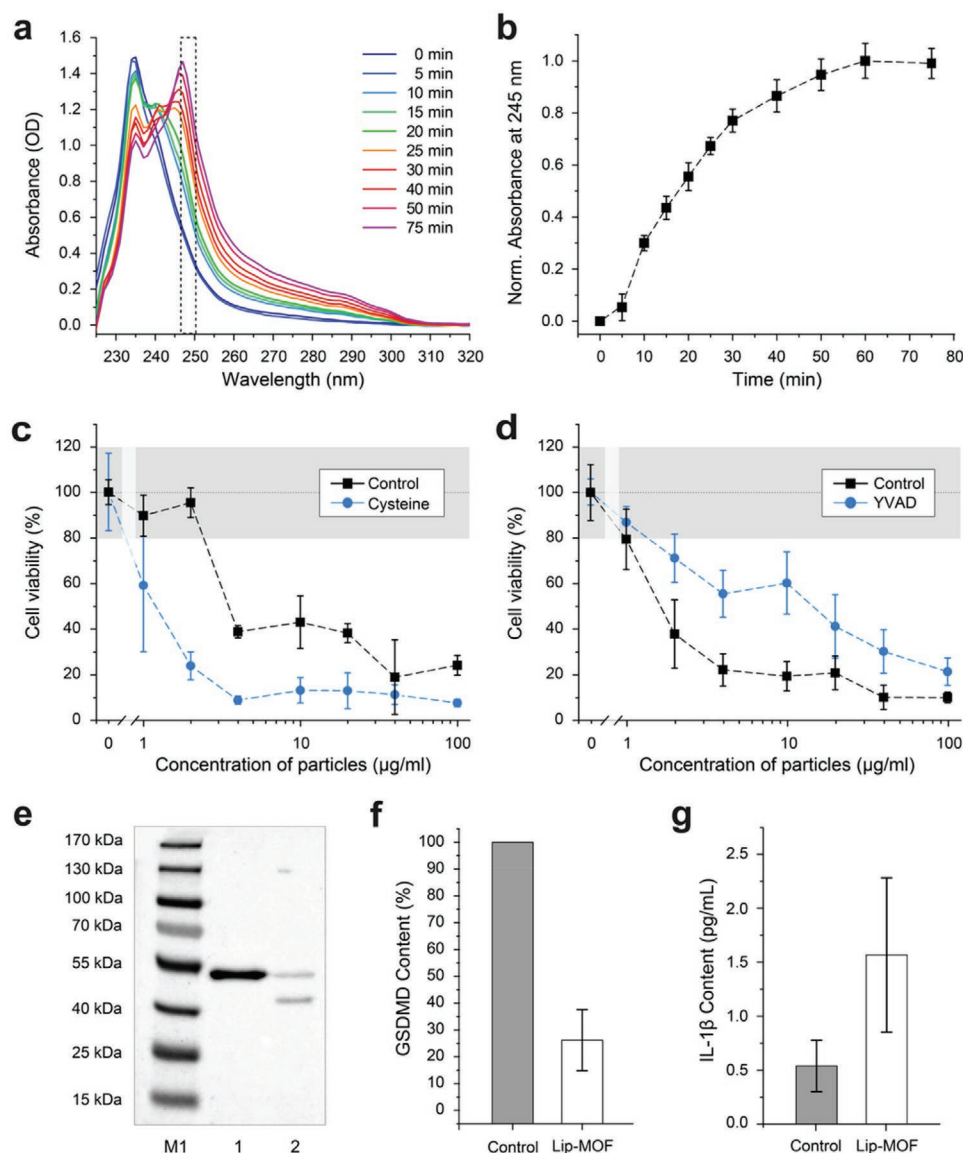 a
Absorbance (OD)
1.6
1.4
1.2
1.0
0.8
0.6
0.4
0.2
0.0
230 240 250 260 270 280 290 300 310 320
Wavelength (nm)
0 min
5 min
10 min
15 min
20 min
25 min
30 min
40 min
50 min
75 min
b
Norm. Absorbance at 245 nm
1.0
0.8
0.6
0.4
0.2
0.0
0 10 20 30 40 50 60 70 80
Time (min)
c
Cell viability (%)
120
100
80
60
40
20
0
0 1 10 100
Concentration of particles (µg/ml)
Control
Cysteine
d
Cell viability (%)
120
100
80
60
40
20
0
0 1 10 100
Concentration of particles (µg/ml)
Control
YVAD
e
170 kDa
130 kDa
100 kDa
70 kDa
55 kDa
40 kDa
25 kDa
15 kDa
M1 1 2
f
GSDMD Content (%)
100
90
80
70
60
50
40
30
20
10
0
Control Lip-MOF
g
IL-1β Content (pg/mL)
2.5
2.0
1.5
1.0
0.5
0.0
Control Lip-MOF